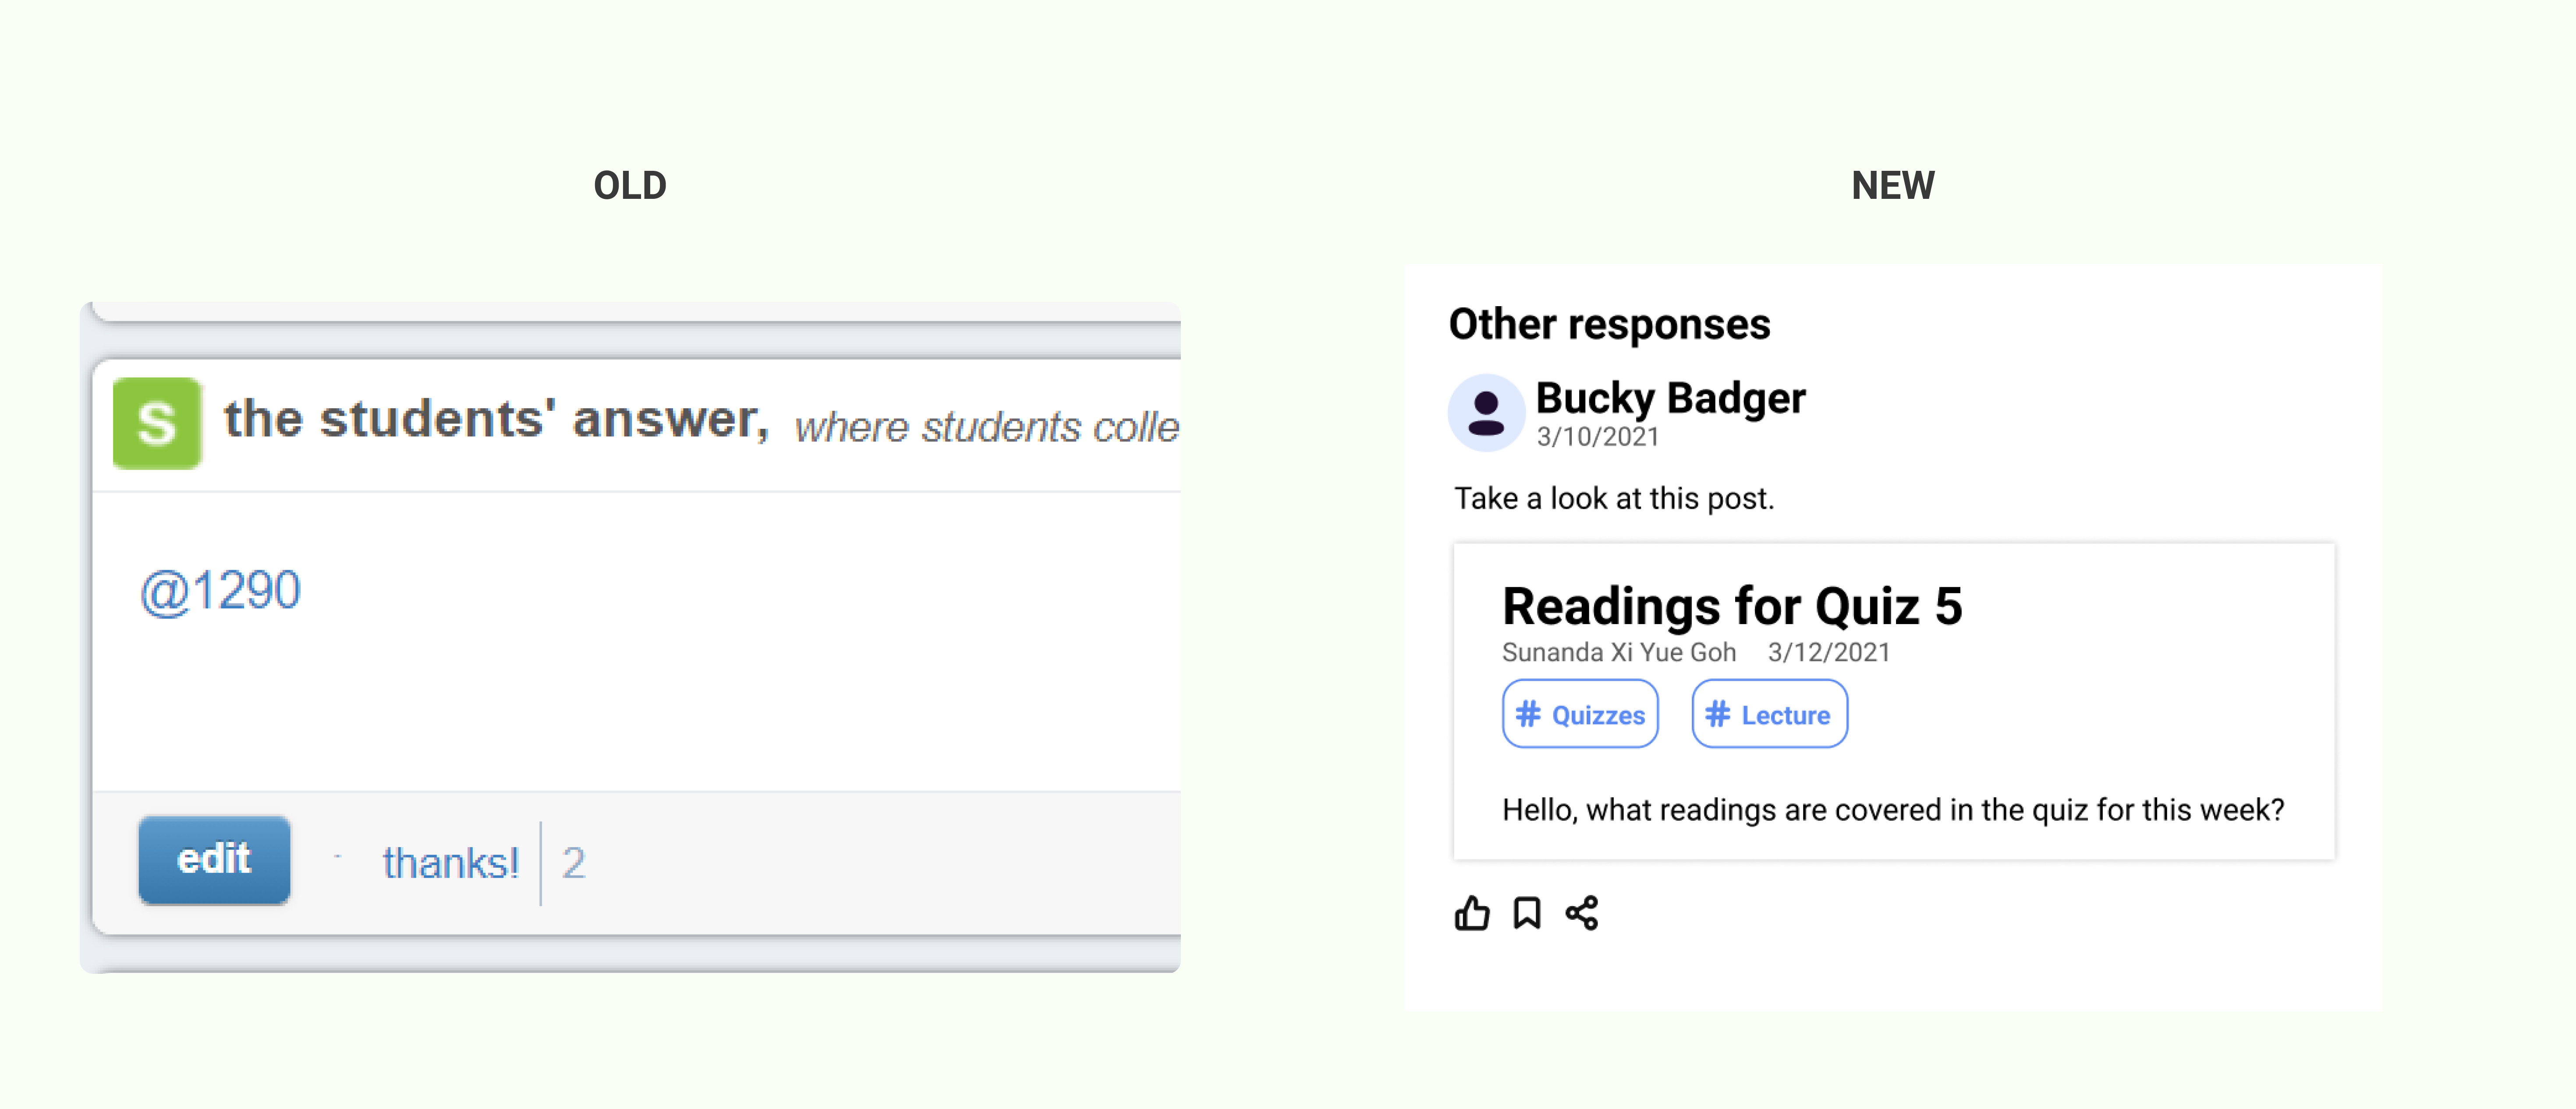 OLD
S the students' answer, where students colle
@1290
edit · thanks! 2
NEW
Other responses
Bucky Badger
3/10/2021
Take a look at this post.
Readings for Quiz 5
Sunanda Xi Yue Goh 3/12/2021
# Quizzes # Lecture
Hello, what readings are covered in the quiz for this week?